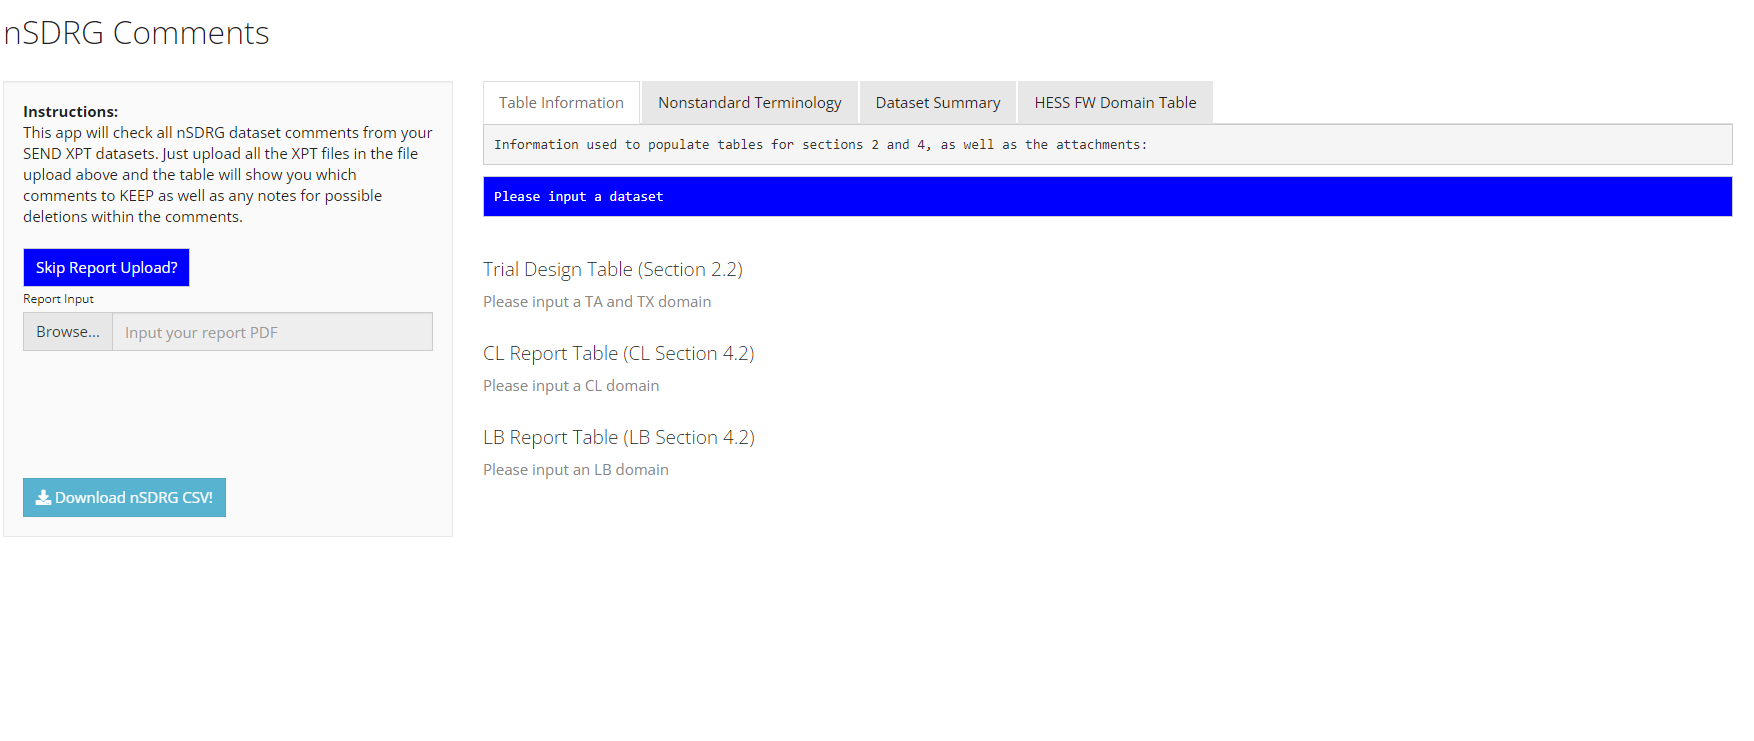 nSDRG Comments
Instructions:
This app will check all nSDRG dataset comments from your
SEND XPT datasets. Just upload all the XPT files in the file
upload above and the table will show you which
comments to KEEP as well as any notes for possible
deletions within the comments.
Skip Report Upload?
Report Input
Browse... Input your report PDF
Download nSDRG CSV!
Table Information Nonstandard Terminology Dataset Summary HESS FW Domain Table
Information used to populate tables for sections 2 and 4, as well as the attachments:
Please input a dataset
Trial Design Table (Section 2.2)
Please input a TA and TX domain
CL Report Table (CL Section 4.2)
Please input a CL domain
LB Report Table (LB Section 4.2)
Please input an LB domain